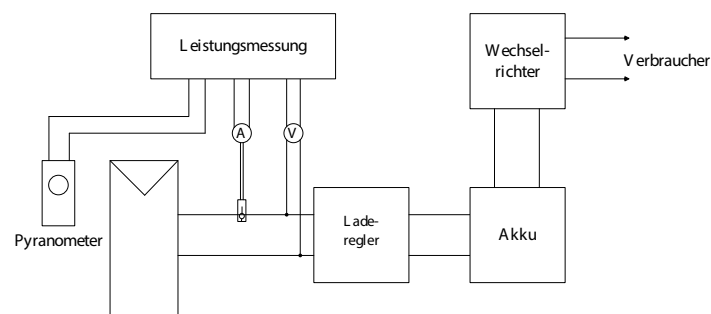 Leistungsmessung
Wechsel-
richter
Verbraucher
A
V
Pyranometer
Lade-
regler
Akku